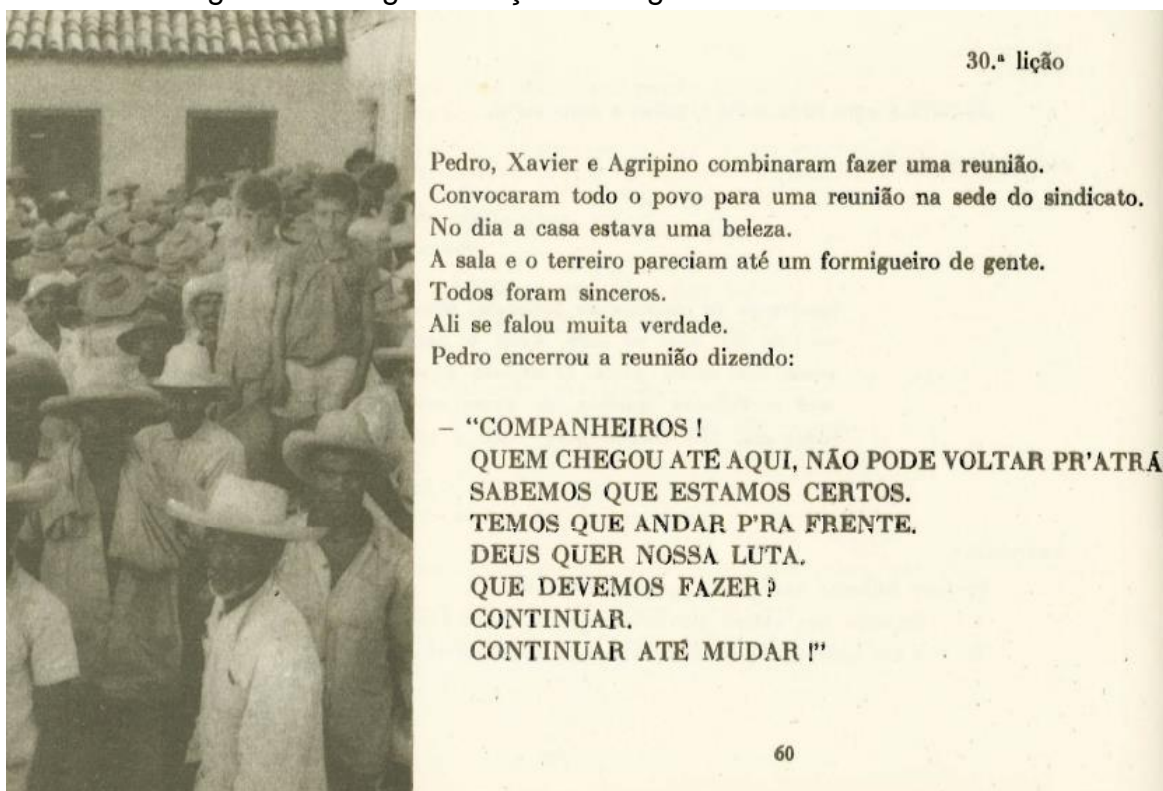 30.ª lição
Pedro, Xavier e Agripino combinaram fazer uma reunião.
Convocaram todo o povo para uma reunião na sede do sindicato.
No dia a casa estava uma beleza.
A sala e o terreiro pareciam até um formigueiro de gente.
Todos foram sinceros.
Ali se falou muita verdade.
Pedro encerrou a reunião dizendo:
– “COMPANHEIROS !
QUEM CHEGOU ATÉ AQUI, NÃO PODE VOLTAR PR'ATRÁ
SABEMOS QUE ESTAMOS CERTOS.
TEMOS QUE ANDAR P'RA FRENTE.
DEUS QUER NOSSA LUTA.
QUE DEVEMOS FAZER ?
CONTINUAR.
CONTINUAR ATÉ MUDAR !”
60